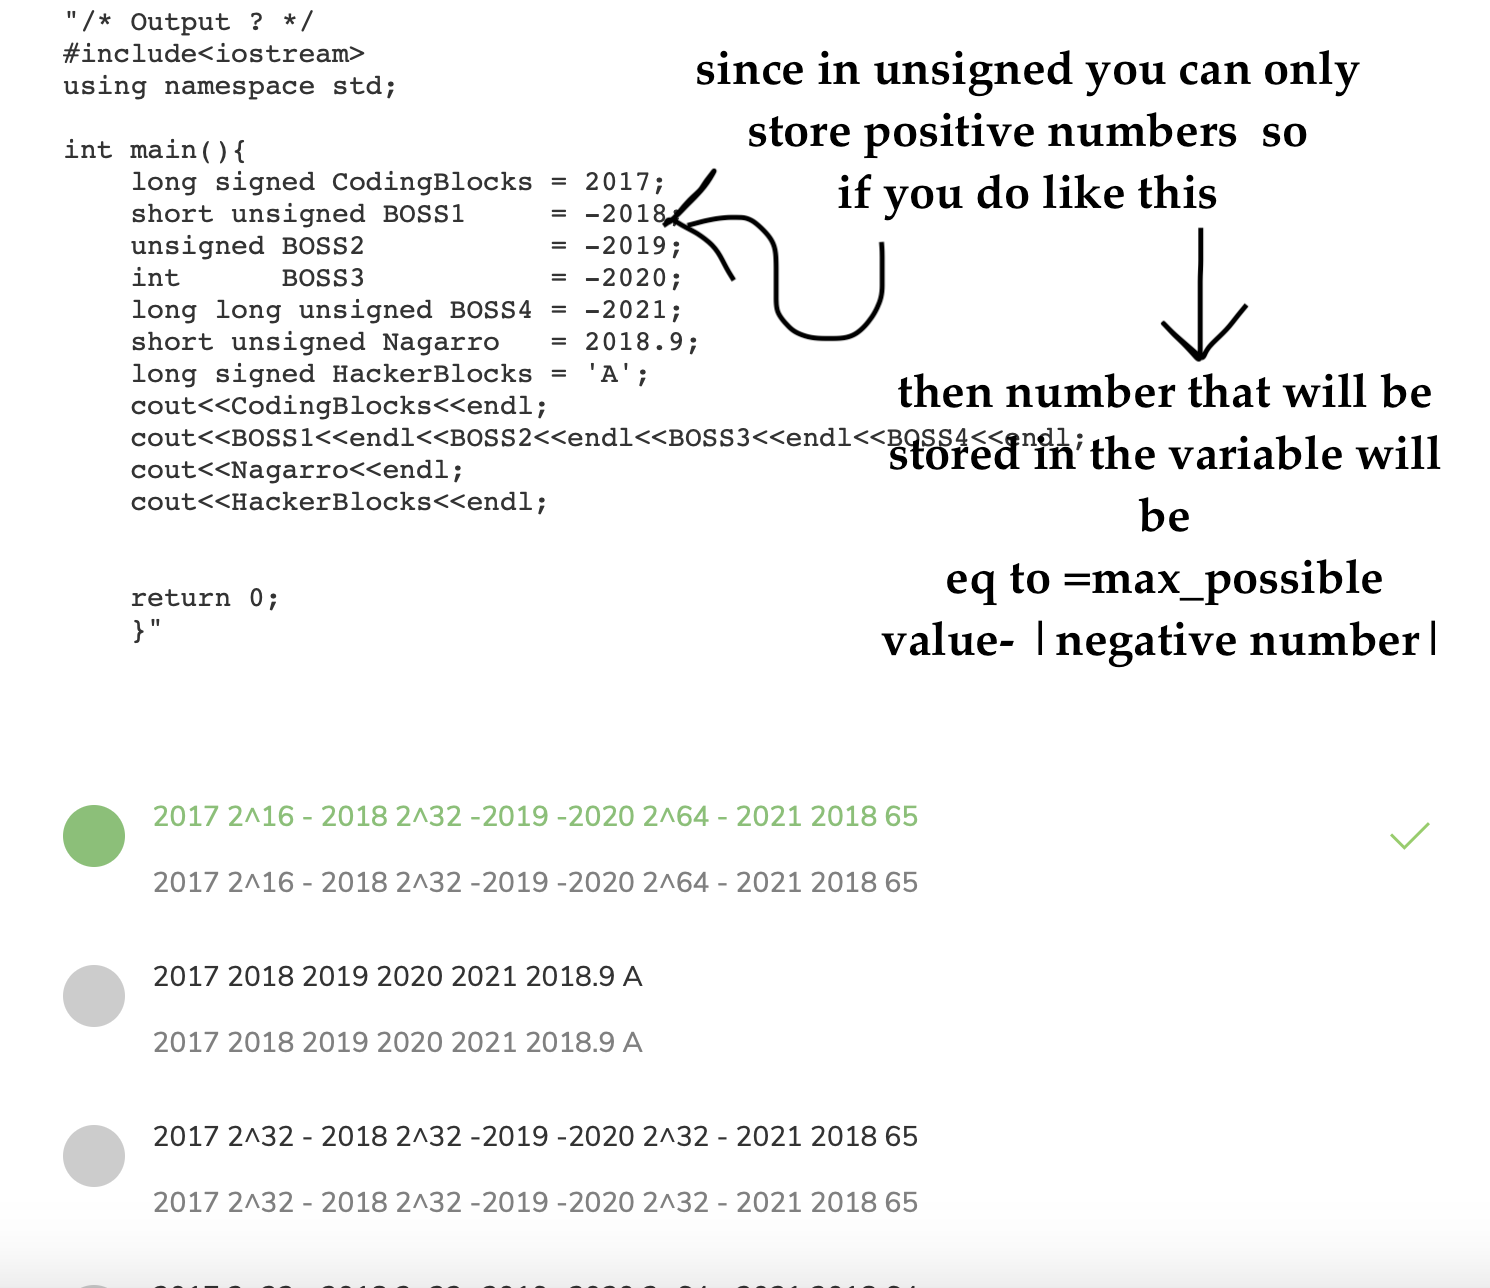 "/* Output ? */
#include<iostream>
using namespace std;
int main(){
long signed CodingBlocks = 2017;
short unsigned BOSS1 = -2018;
unsigned BOSS2 = -2019;
int BOSS3 = -2020;
long long unsigned BOSS4 = -2021;
short unsigned Nagarro = 2018.9;
long signed HackerBlocks = 'A';
cout<<CodingBlocks<<endl;
cout<<BOSS1<<endl<<BOSS2<<endl<<BOSS3<<endl<<BOSS4<<endl;
cout<<Nagarro<<endl;
cout<<HackerBlocks<<endl;
return 0;
}"
since in unsigned you can only
store positive numbers so
if you do like this
then number that will be
stored in the variable will
be
eq to =max_possible
value- |negative number|
2017 2^16 - 2018 2^32 -2019 -2020 2^64 - 2021 2018 65
2017 2^16 - 2018 2^32 -2019 -2020 2^64 - 2021 2018 65
2017 2018 2019 2020 2021 2018.9 A
2017 2018 2019 2020 2021 2018.9 A
2017 2^32 - 2018 2^32 -2019 -2020 2^32 - 2021 2018 65
2017 2^32 - 2018 2^32 -2019 -2020 2^32 - 2021 2018 65